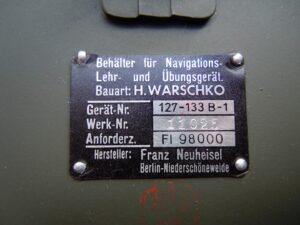 Behälter für Navigations-
Lehr- und Übungsgerät.
Bauart: H. WARSCHKO
Gerät-Nr. 127-133 B-1
Werk-Nr.
Anforderz. Fl 98000
Hersteller: Franz Neuheisel
Berlin-Niederschöneweide